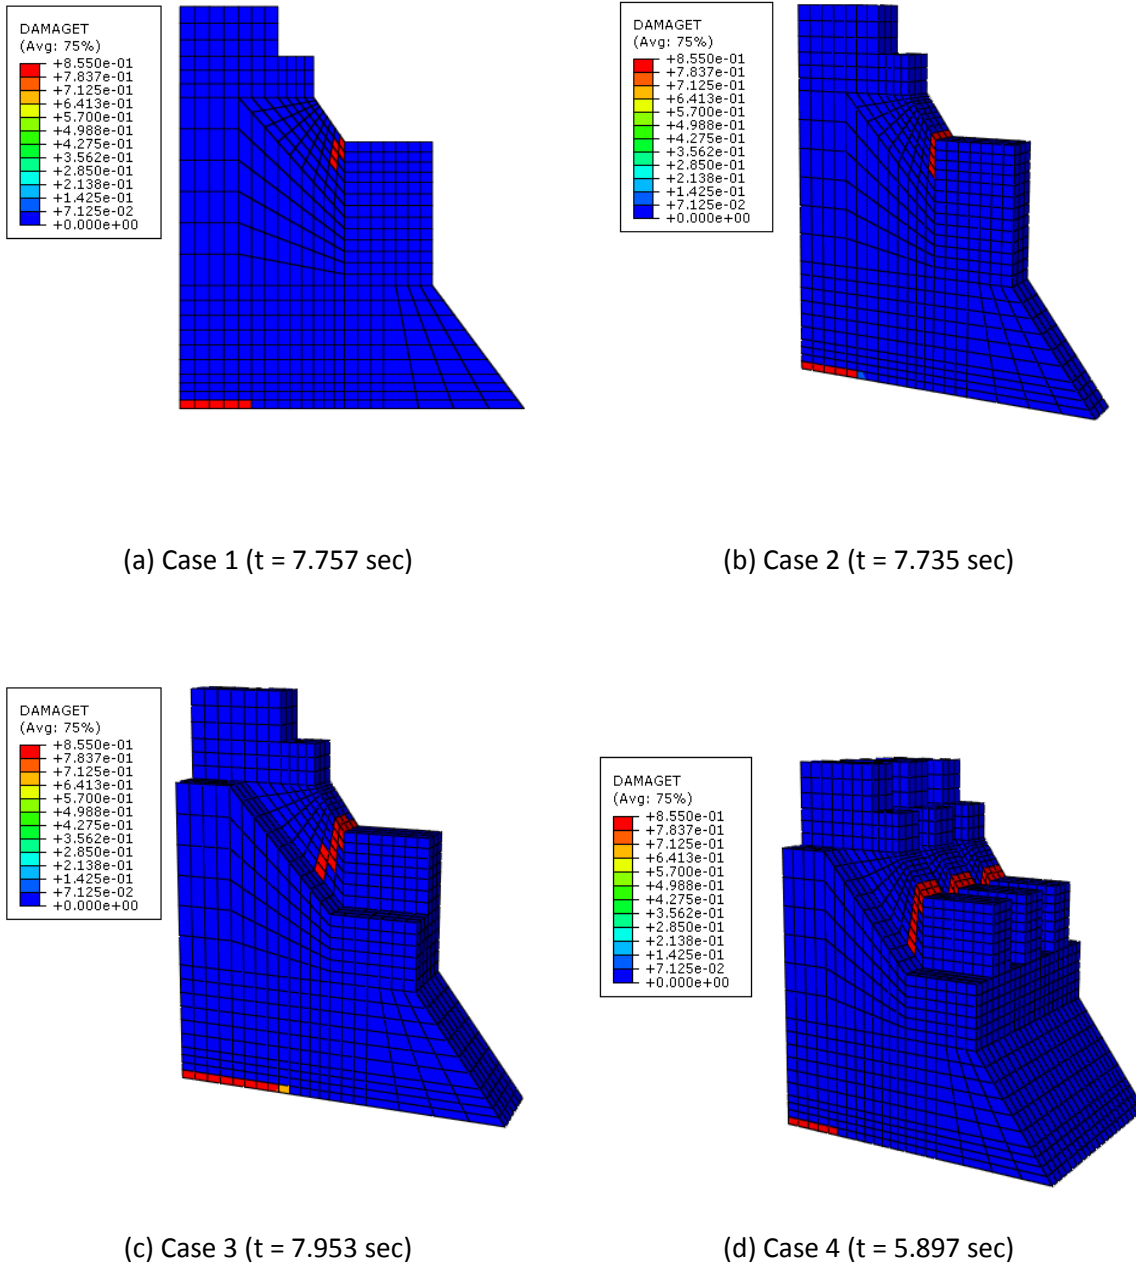 DAMAGET
(Avg: 75%)
+8.550e-01
+7.837e-01
+7.125e-01
+6.413e-01
+5.700e-01
+4.988e-01
+4.275e-01
+3.562e-01
+2.850e-01
+2.138e-01
+1.425e-01
+7.125e-02
+0.000e+00
DAMAGET
(Avg: 75%)
+8.550e-01
+7.837e-01
+7.125e-01
+6.413e-01
+5.700e-01
+4.988e-01
+4.275e-01
+3.562e-01
+2.850e-01
+2.138e-01
+1.425e-01
+7.125e-02
+0.000e+00
(a) Case 1 (t = 7.757 sec)
(b) Case 2 (t = 7.735 sec)
DAMAGET
(Avg: 75%)
+8.550e-01
+7.837e-01
+7.125e-01
+6.413e-01
+5.700e-01
+4.988e-01
+4.275e-01
+3.562e-01
+2.850e-01
+2.138e-01
+1.425e-01
+7.125e-02
+0.000e+00
DAMAGET
(Avg: 75%)
+8.550e-01
+7.837e-01
+7.125e-01
+6.413e-01
+5.700e-01
+4.988e-01
+4.275e-01
+3.562e-01
+2.850e-01
+2.138e-01
+1.425e-01
+7.125e-02
+0.000e+00
(c) Case 3 (t = 7.953 sec)
(d) Case 4 (t = 5.897 sec)